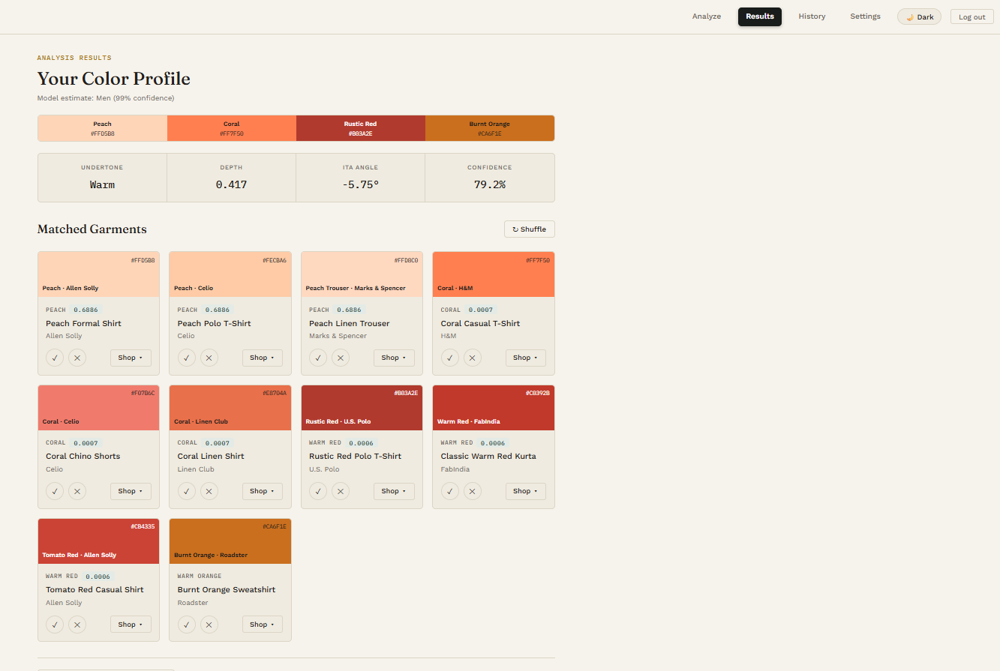 Analyze Results History Settings 🌙 Dark Log out
ANALYSIS RESULTS
Your Color Profile
Model estimate: Men (99% confidence)
Peach Coral Rustic Red Burnt Orange
#FFD5B8 #FF7F50 #B03A2E #CA6F1E
UNDERTONE DEPTH ITA ANGLE CONFIDENCE
Warm 0.417 -5.75° 79.2%
Matched Garments ↻ Shuffle
#FFD5B8 #FECBA6 #FFD8C0 #FF7F50
Peach · Allen Solly Peach · Celio Peach Trouser · Marks & Spencer Coral · H&M
PEACH 0.6886 PEACH 0.6886 PEACH 0.6886 CORAL 0.0007
Peach Formal Shirt Peach Polo T-Shirt Peach Linen Trouser Coral Casual T-Shirt
Allen Solly Celio Marks & Spencer H&M
✓ ✕ Shop ▾ ✓ ✕ Shop ▾ ✓ ✕ Shop ▾ ✓ ✕ Shop ▾
#F07B6C #E8704A #B03A2E #C0392B
Coral · Celio Coral · Linen Club Rustic Red · U.S. Polo Warm Red · FabIndia
CORAL 0.0007 CORAL 0.0007 WARM RED 0.0006 WARM RED 0.0006
Coral Chino Shorts Coral Linen Shirt Rustic Red Polo T-Shirt Classic Warm Red Kurta
Celio Linen Club U.S. Polo FabIndia
✓ ✕ Shop ▾ ✓ ✕ Shop ▾ ✓ ✕ Shop ▾ ✓ ✕ Shop ▾
#CB4335 #CA6F1E
Tomato Red · Allen Solly Burnt Orange · Roadster
WARM RED 0.0006 WARM ORANGE
Tomato Red Casual Shirt Burnt Orange Sweatshirt
Allen Solly Roadster
✓ ✕ Shop ▾ ✓ ✕ Shop ▾